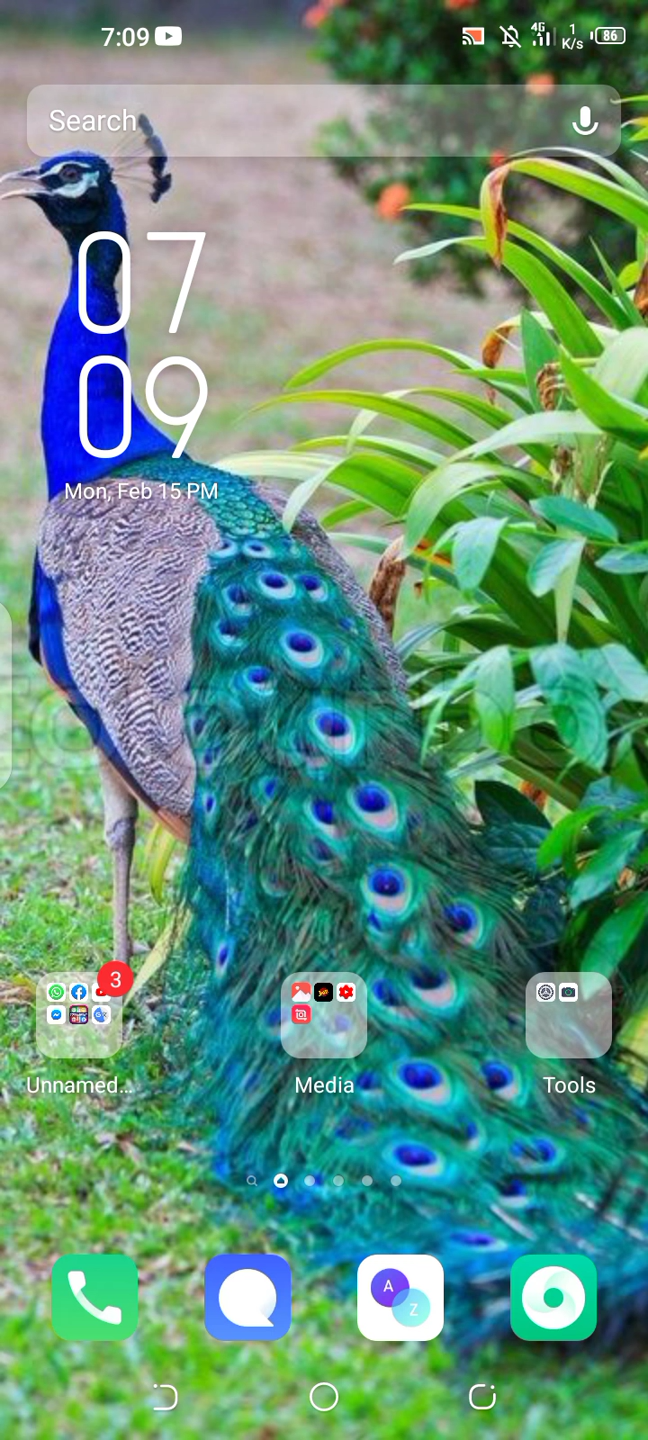 7:09
4G
1
K/s
86
Search
07
09
Mon, Feb 15 PM
3
Unnamed...
Media
Tools
A
Z